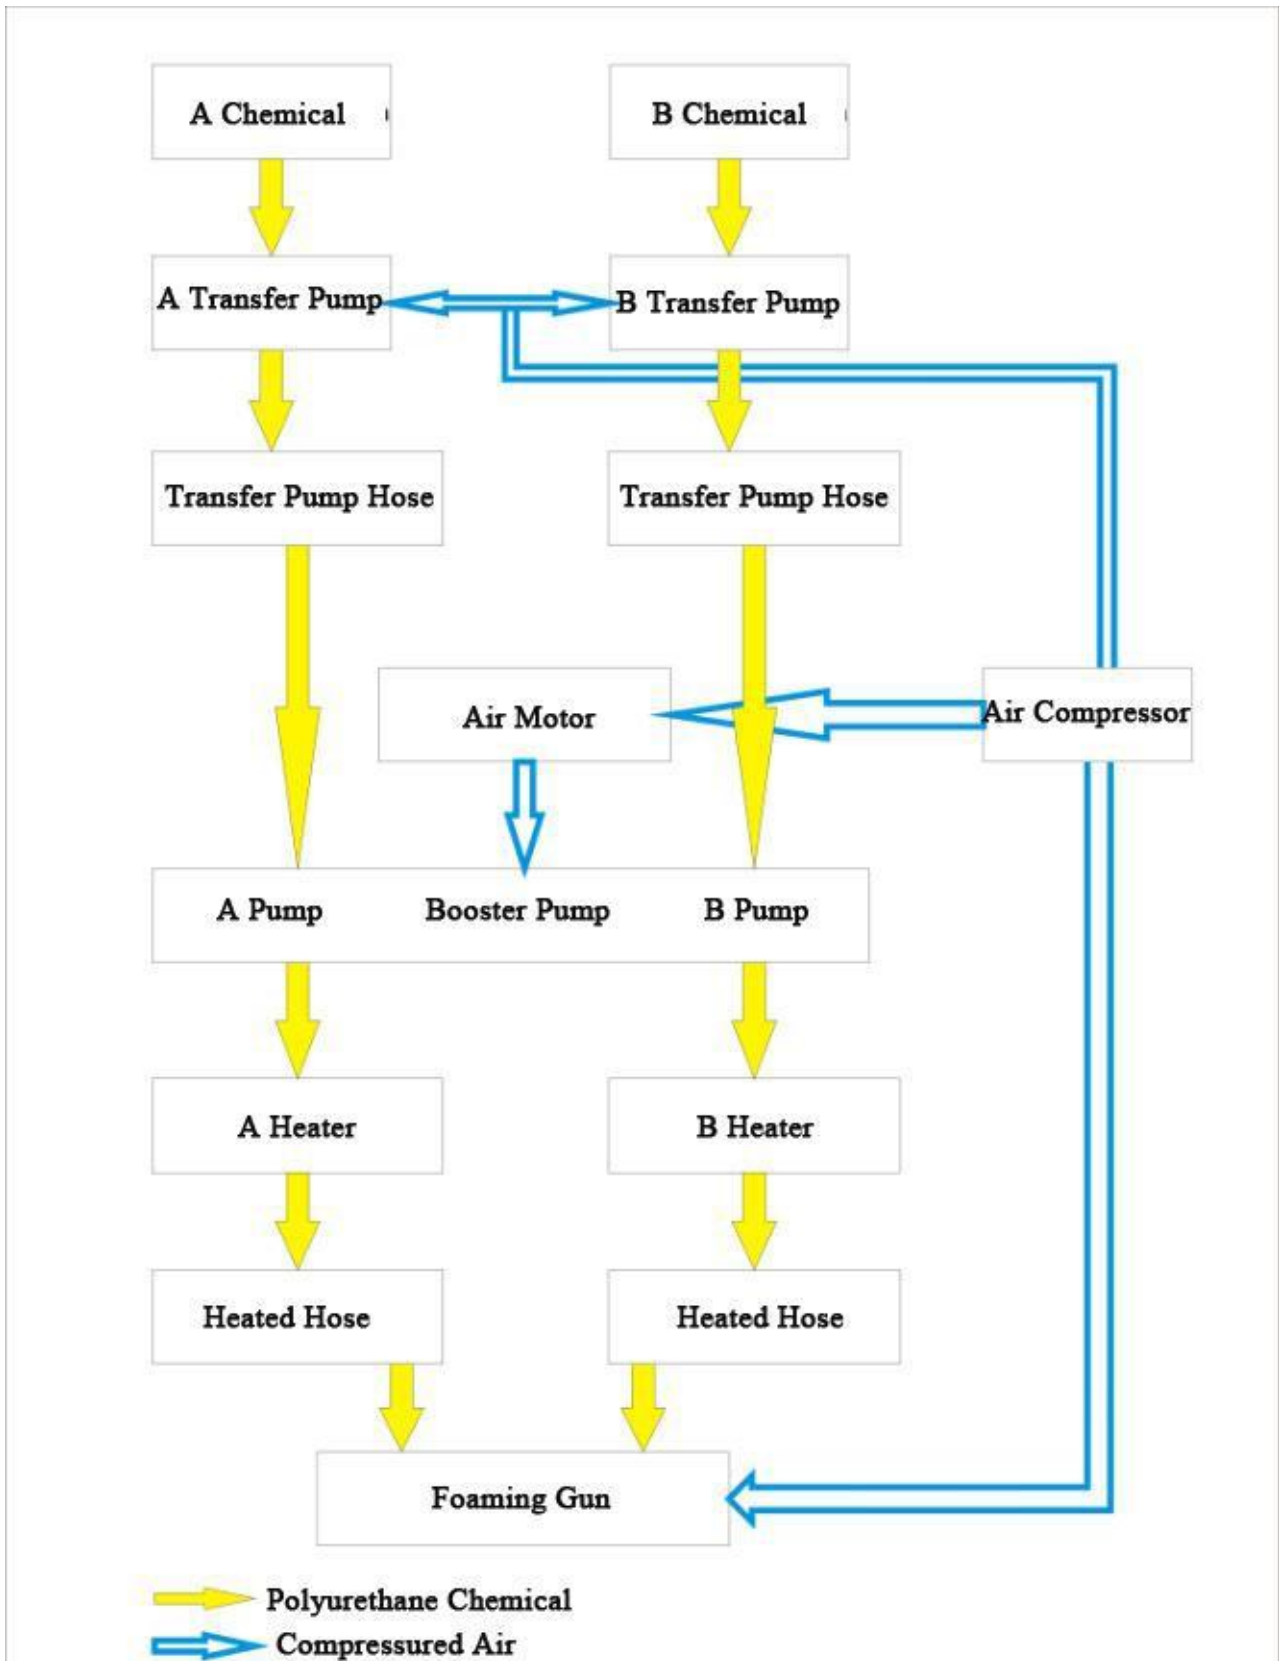 A Chemical
B Chemical
A Transfer Pump
B Transfer Pump
Transfer Pump Hose
Transfer Pump Hose
Air Motor
Air Compressor
A Pump
Booster Pump
B Pump
A Heater
B Heater
Heated Hose
Heated Hose
Foaming Gun
Polyurethane Chemical
Compressured Air